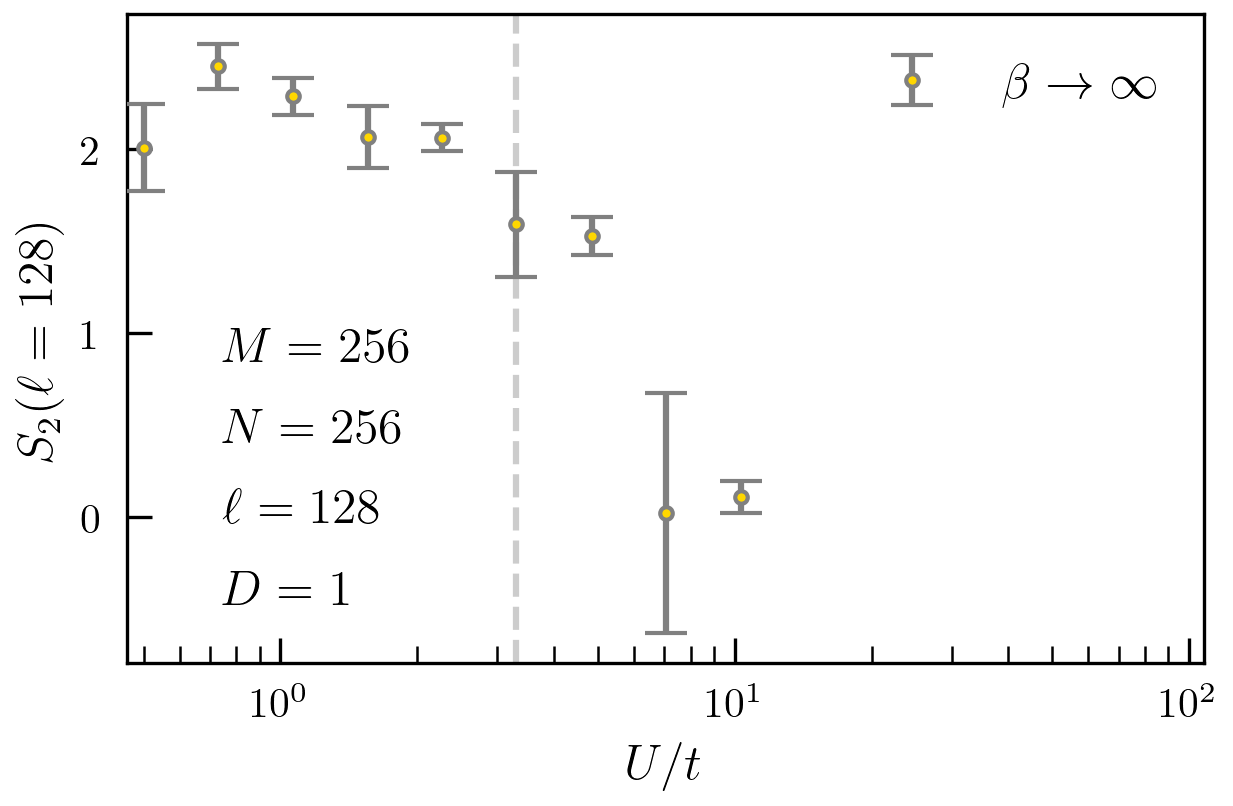 β → ∞
2
1
0
S₂(ℓ = 128)
M = 256
N = 256
ℓ = 128
D = 1
10⁰ 10¹ 10²
U/t